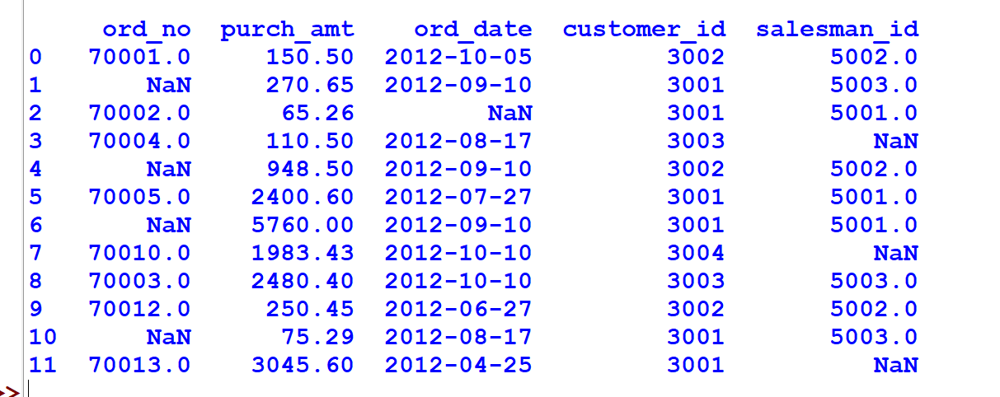 ord_no purch_amt ord_date customer_id salesman_id
0 70001.0 150.50 2012-10-05 3002 5002.0
1 NaN 270.65 2012-09-10 3001 5003.0
2 70002.0 65.26 NaN 3001 5001.0
3 70004.0 110.50 2012-08-17 3003 NaN
4 NaN 948.50 2012-09-10 3002 5002.0
5 70005.0 2400.60 2012-07-27 3001 5001.0
6 NaN 5760.00 2012-09-10 3001 5001.0
7 70010.0 1983.43 2012-10-10 3004 NaN
8 70003.0 2480.40 2012-10-10 3003 5003.0
9 70012.0 250.45 2012-06-27 3002 5002.0
10 NaN 75.29 2012-08-17 3001 5003.0
11 70013.0 3045.60 2012-04-25 3001 NaN
>>